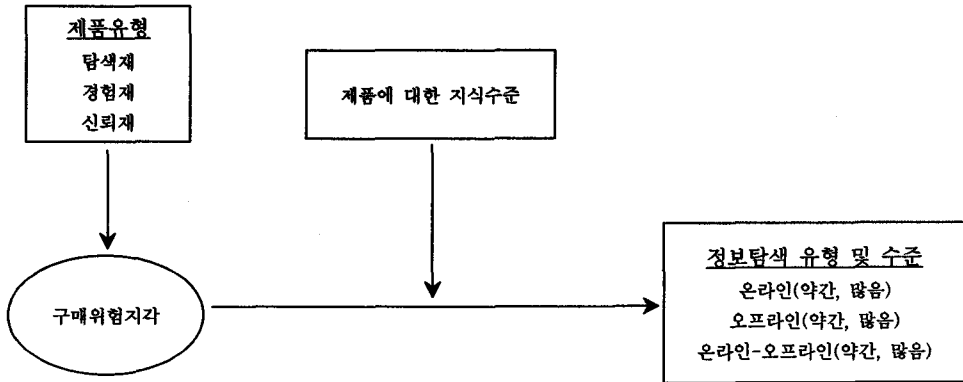 제품유형
탐색재
경험재
신뢰재
제품에 대한 지식수준
구매위험지각
정보탐색 유형 및 수준
온라인(약간, 많음)
오프라인(약간, 많음)
온라인-오프라인(약간, 많음)